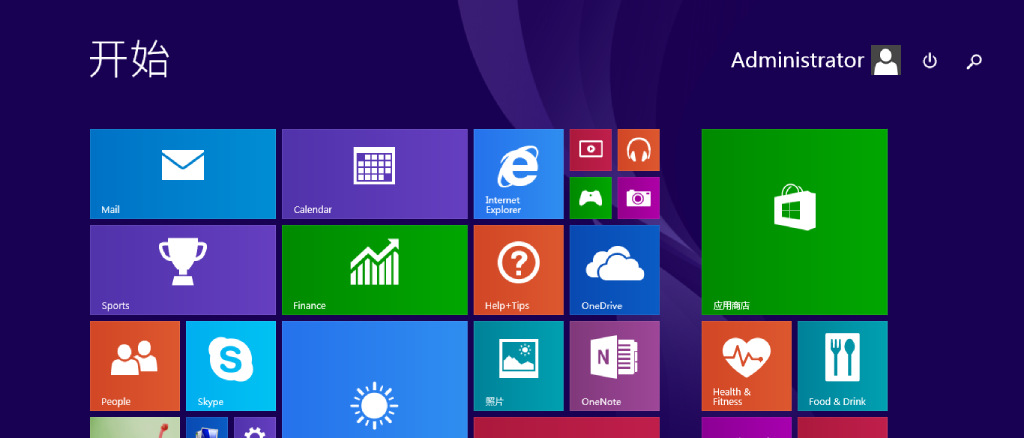 开始
Administrator
Mail
Calendar
Internet
Explorer
Sports
Finance
Help+Tips
OneDrive
应用商店
People
S
Skype
照片
N
OneNote
Health &
Fitness
Food & Drink